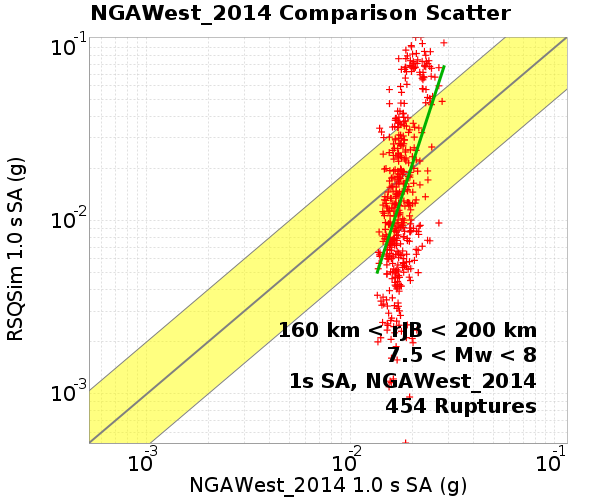 NGAWest_2014 Comparison Scatter
RSQSim 1.0 s SA (g)
10-1
10-2
10-3
160 km < rJB < 200 km
7.5 < Mw < 8
1s SA, NGAWest_2014
454 Ruptures
10-3 10-2 10-1
NGAWest_2014 1.0 s SA (g)